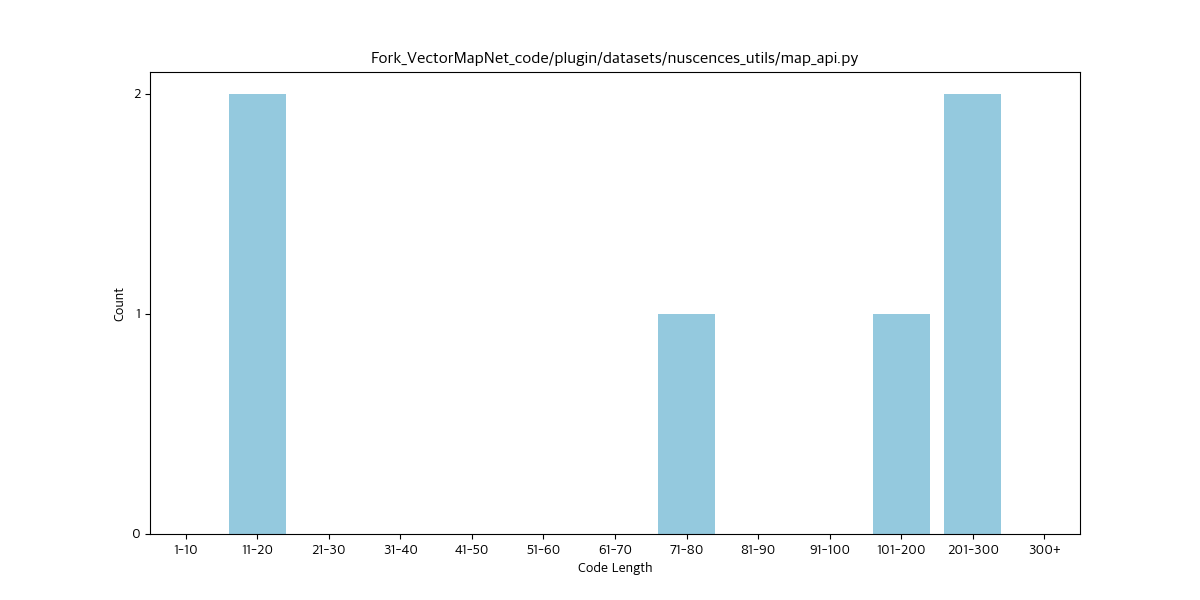 Fork_VectorMapNet_code/plugin/datasets/nuscences_utils/map_api.py
2
1
0
Count
1-10 11-20 21-30 31-40 41-50 51-60 61-70 71-80 81-90 91-100 101-200 201-300 300+
Code Length